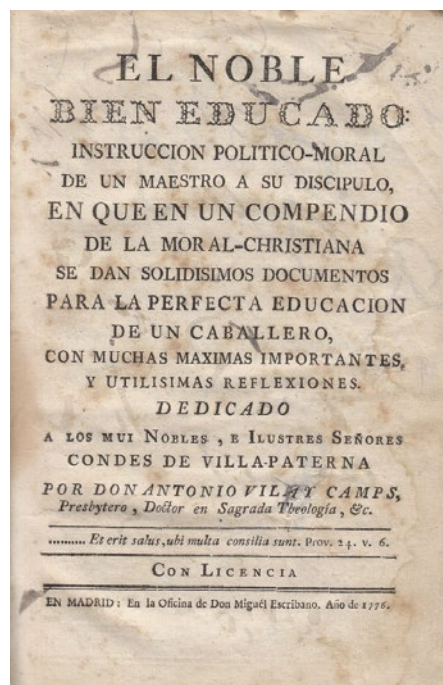 EL NOBLE
BIEN EDUCADO:
INSTRUCCION POLITICO-MORAL
DE UN MAESTRO A SU DISCIPULO,
EN QUE EN UN COMPENDIO
DE LA MORAL-CHRISTIANA
SE DAN SOLIDISIMOS DOCUMENTOS
PARA LA PERFECTA EDUCACION
DE UN CABALLERO,
CON MUCHAS MAXIMAS IMPORTANTES,
Y UTILISIMAS REFLEXIONES.
DEDICADO
A LOS MUI NOBLES, E ILUSTRES SEÑORES
CONDES DE VILLA-PATERNA
POR DON ANTONIO VILA Y CAMPS,
Presbytero, Doctor en Sagrada Theologia, &c.
.......... Et erit salus, ubi multa consilia sunt. Prov. 24. v. 6.
CON LICENCIA
EN MADRID: En la Oficina de Don Miguél Escribano. Año de 1776.